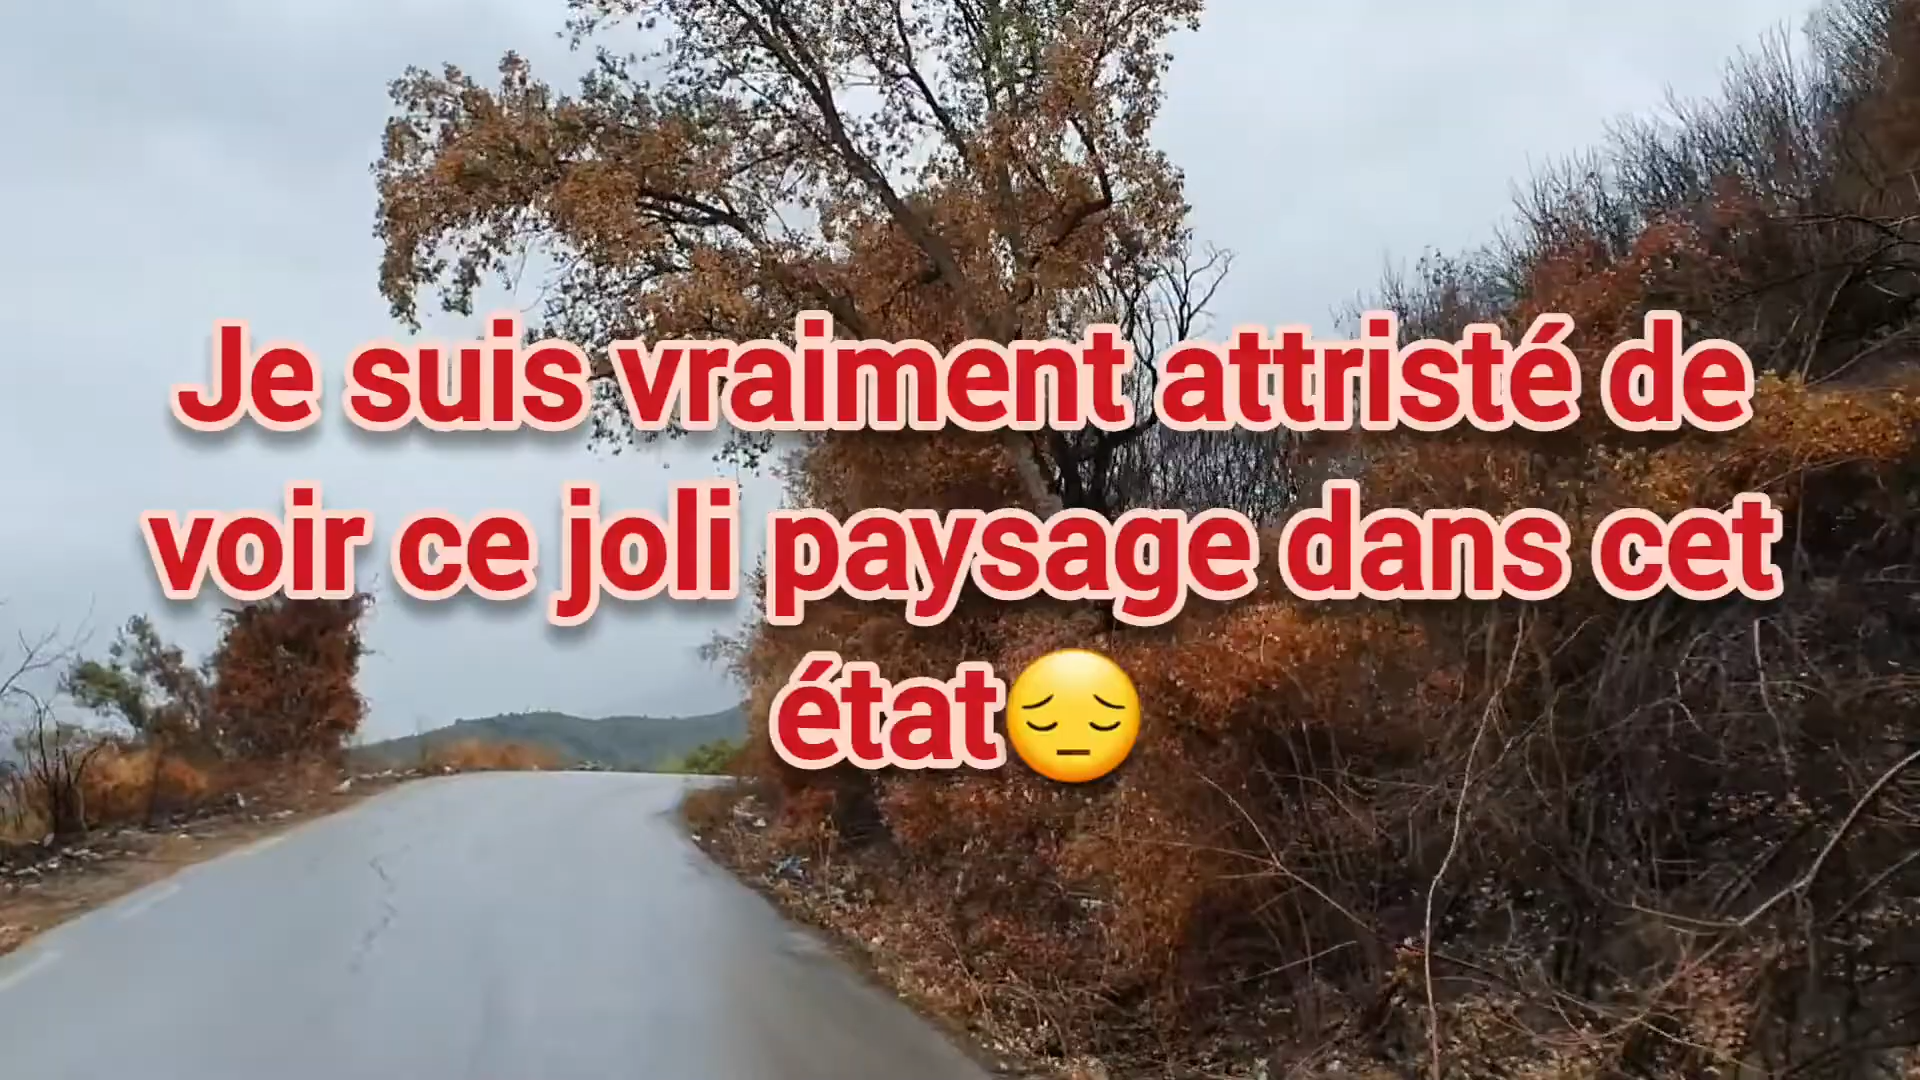 Je suis vraiment attristé de
voir ce joli paysage dans cet
état😔